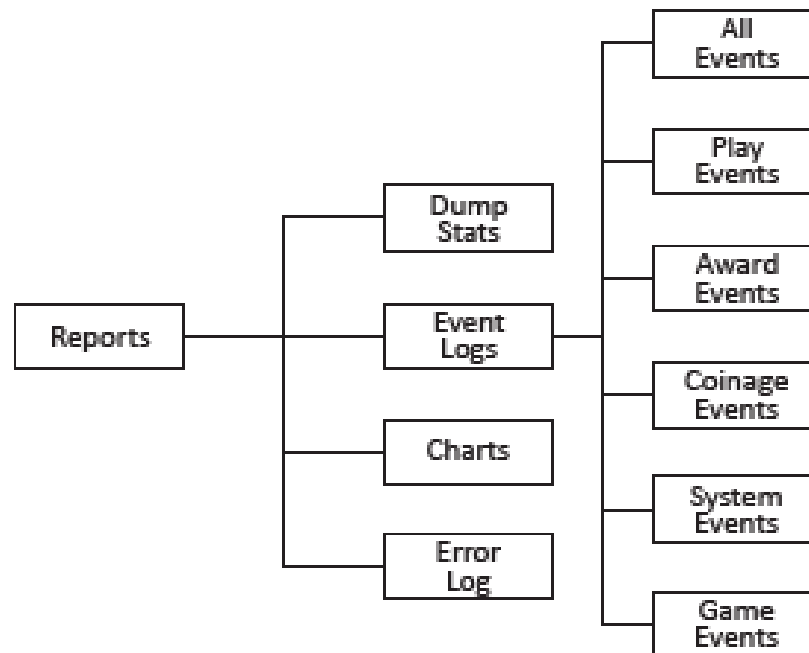 Reports
Dump
Stats
Event
Logs
Charts
Error
Log
All
Events
Play
Events
Award
Events
Coinage
Events
System
Events
Game
Events